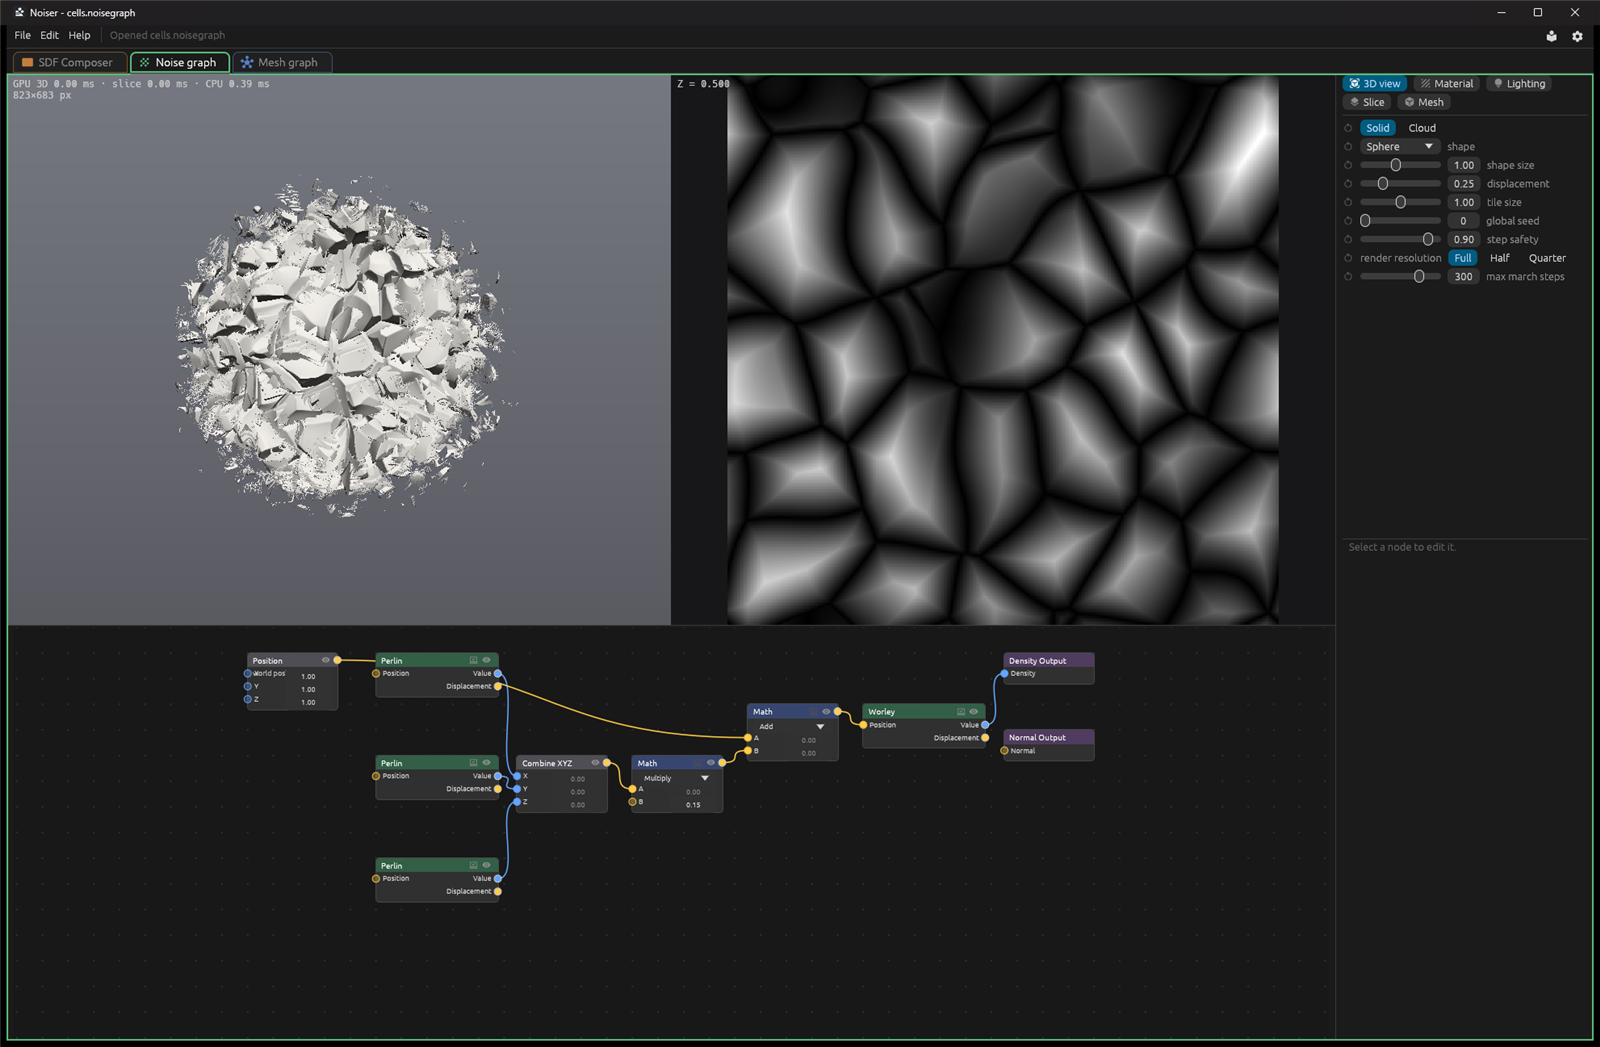 Noiser - cells.noisegraph
File Edit Help Opened cells.noisegraph
SDF Composer Noise graph Mesh graph
GPU 3D 0.00 ms · slice 0.00 ms · CPU 0.39 ms
823×683 px
Z = 0.500
3D view Material Lighting
Slice Mesh
Solid Cloud
Sphere shape
1.00 shape size
0.25 displacement
1.00 tile size
0 global seed
0.90 step safety
render resolution Full Half Quarter
300 max march steps
Select a node to edit it.
Position
World pos 1.00
Y 1.00
Z 1.00
Perlin
Position Value
Displacement
Perlin
Position Value
Displacement
Perlin
Position Value
Displacement
Combine XYZ
X 0.00
Y 0.00
Z 0.00
Math
Multiply
A 0.00
B 0.15
Math
Add
A 0.00
B 0.00
Worley
Position Value
Displacement
Density Output
Density
Normal Output
Normal